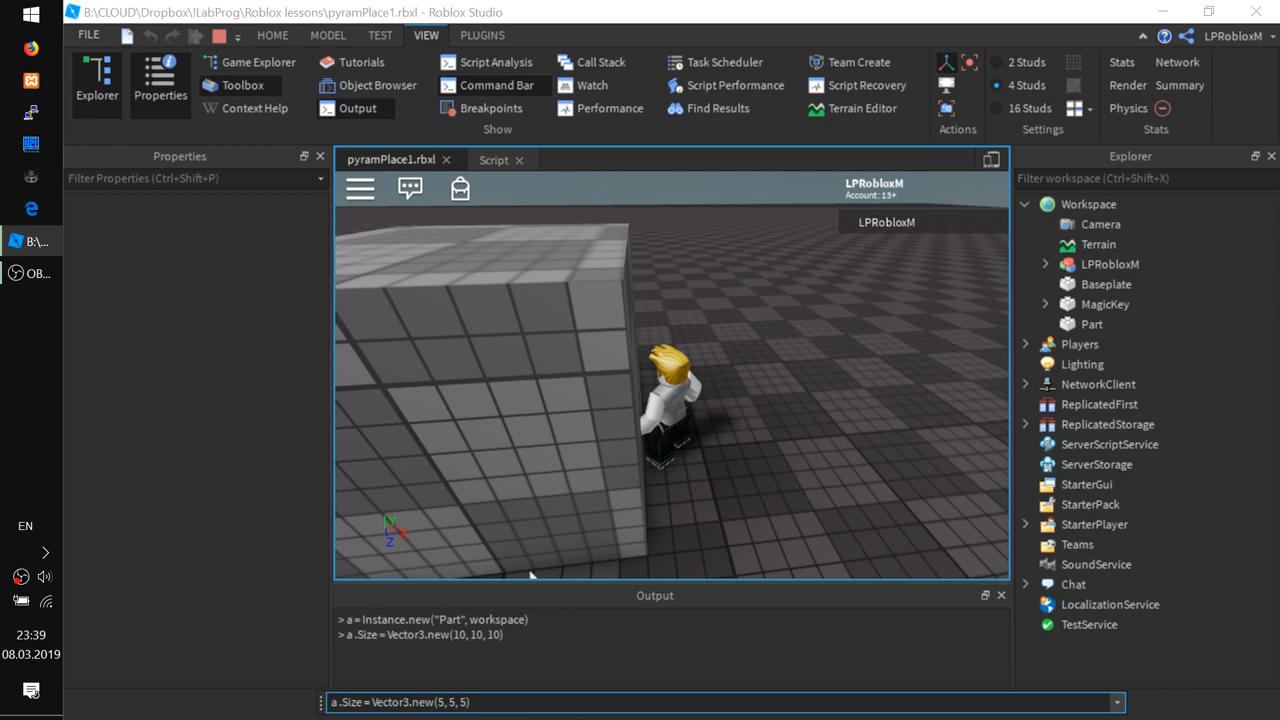 B:\CLOUD\Dropbox\!LabProg\Roblox lessons\pyramPlace1.rbxl - Roblox Studio
FILE HOME MODEL TEST VIEW PLUGINS LPRobloxM
Explorer
Properties
Game Explorer
Toolbox
Context Help
Tutorials
Object Browser
Output
Script Analysis
Command Bar
Breakpoints
Call Stack
Watch
Performance
Task Scheduler
Script Performance
Find Results
Team Create
Script Recovery
Terrain Editor
Show
Actions
2 Studs
4 Studs
16 Studs
Settings
Stats Network
Render Summary
Physics
Stats
Properties
Filter Properties (Ctrl+Shift+P)
pyramPlace1.rbxl
Script
LPRobloxM
Account: 13+
LPRobloxM
Y
X
Z
Output
> a = Instance.new("Part", workspace)
> a .Size = Vector3.new(10, 10, 10)
a .Size = Vector3.new(5, 5, 5)
Explorer
Filter workspace (Ctrl+Shift+X)
Workspace
Camera
Terrain
LPRobloxM
Baseplate
MagicKey
Part
Players
Lighting
NetworkClient
ReplicatedFirst
ReplicatedStorage
ServerScriptService
ServerStorage
StarterGui
StarterPack
StarterPlayer
Teams
SoundService
Chat
LocalizationService
TestService
B:\...
OB...
EN
23:39
08.03.2019